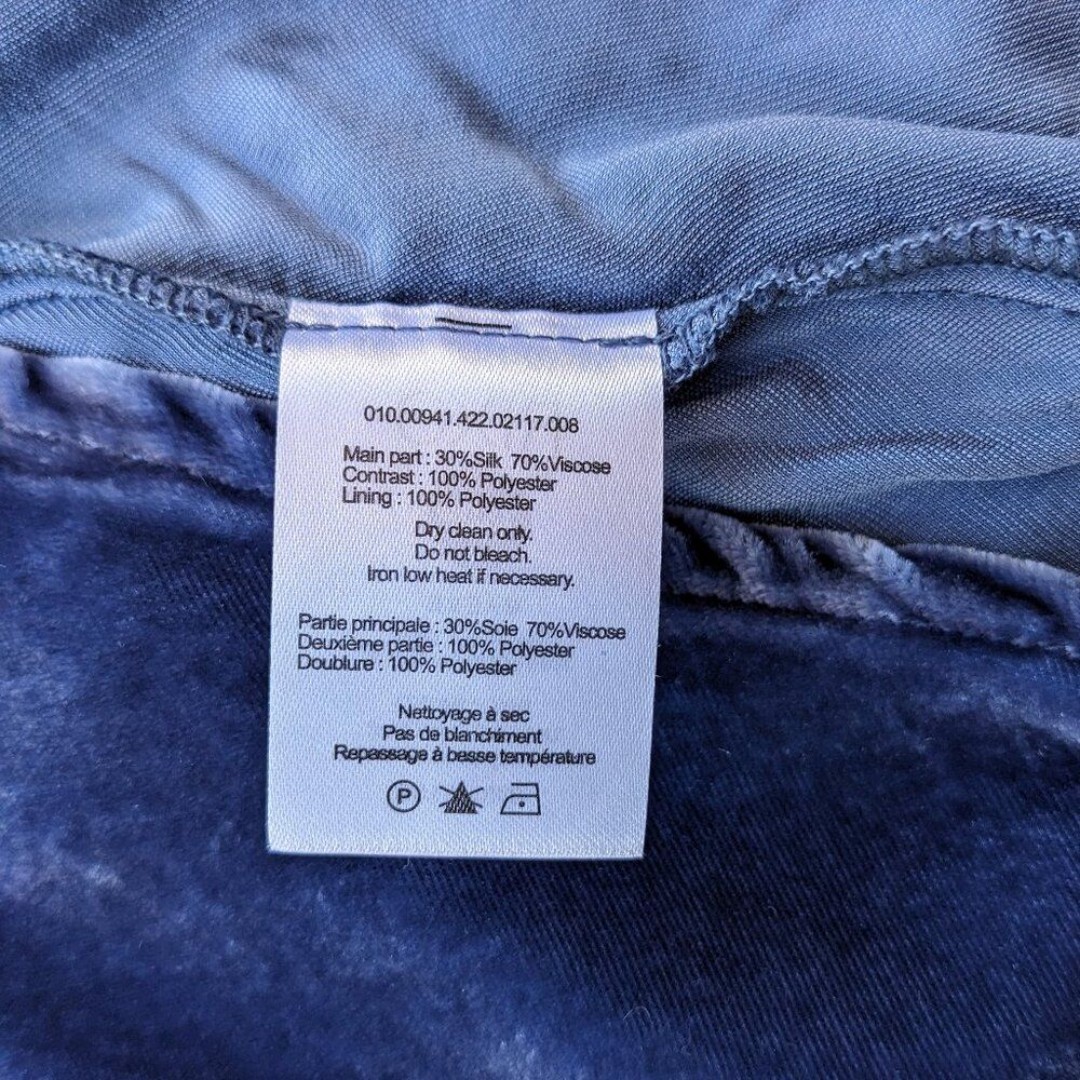 010.00941.422.02117.008
Main part : 30%Silk 70%Viscose
Contrast : 100% Polyester
Lining : 100% Polyester
Dry clean only.
Do not bleach.
Iron low heat if necessary.
Partie principale : 30%Soie 70%Viscose
Deuxième partie : 100% Polyester
Doublure : 100% Polyester
Nettoyage à sec
Pas de blanchiment
Repassage à basse température
P